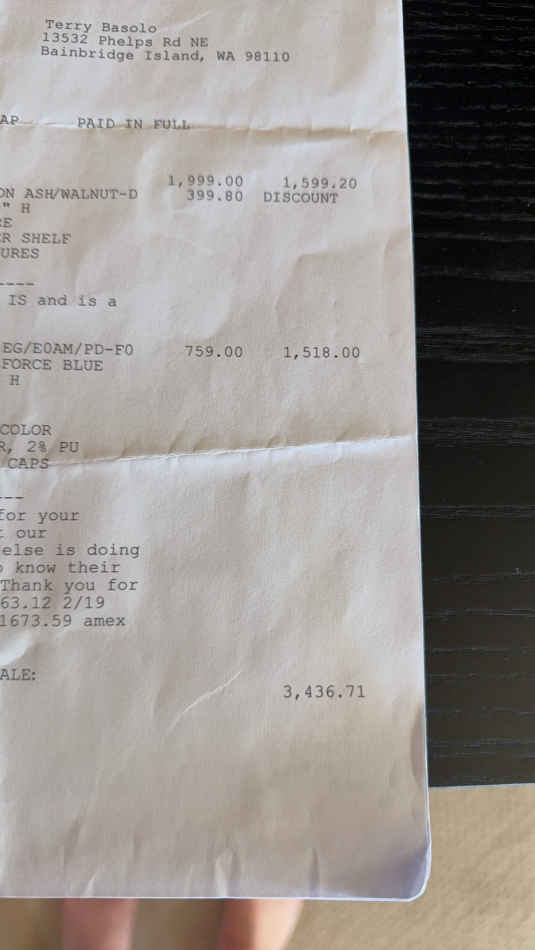 Terry Basolo
13532 Phelps Rd NE
Bainbridge Island, WA 98110
AP PAID IN FULL
1,999.00 1,599.20
ON ASH/WALNUT-D 399.80 DISCOUNT
" H
RE
ER SHELF
URES
----
IS and is a
EG/E0AM/PD-F0 759.00 1,518.00
FORCE BLUE
H
COLOR
R, 2% PU
CAPS
---
for your
t our
else is doing
o know their
Thank you for
63.12 2/19
1673.59 amex
ALE:
3,436.71